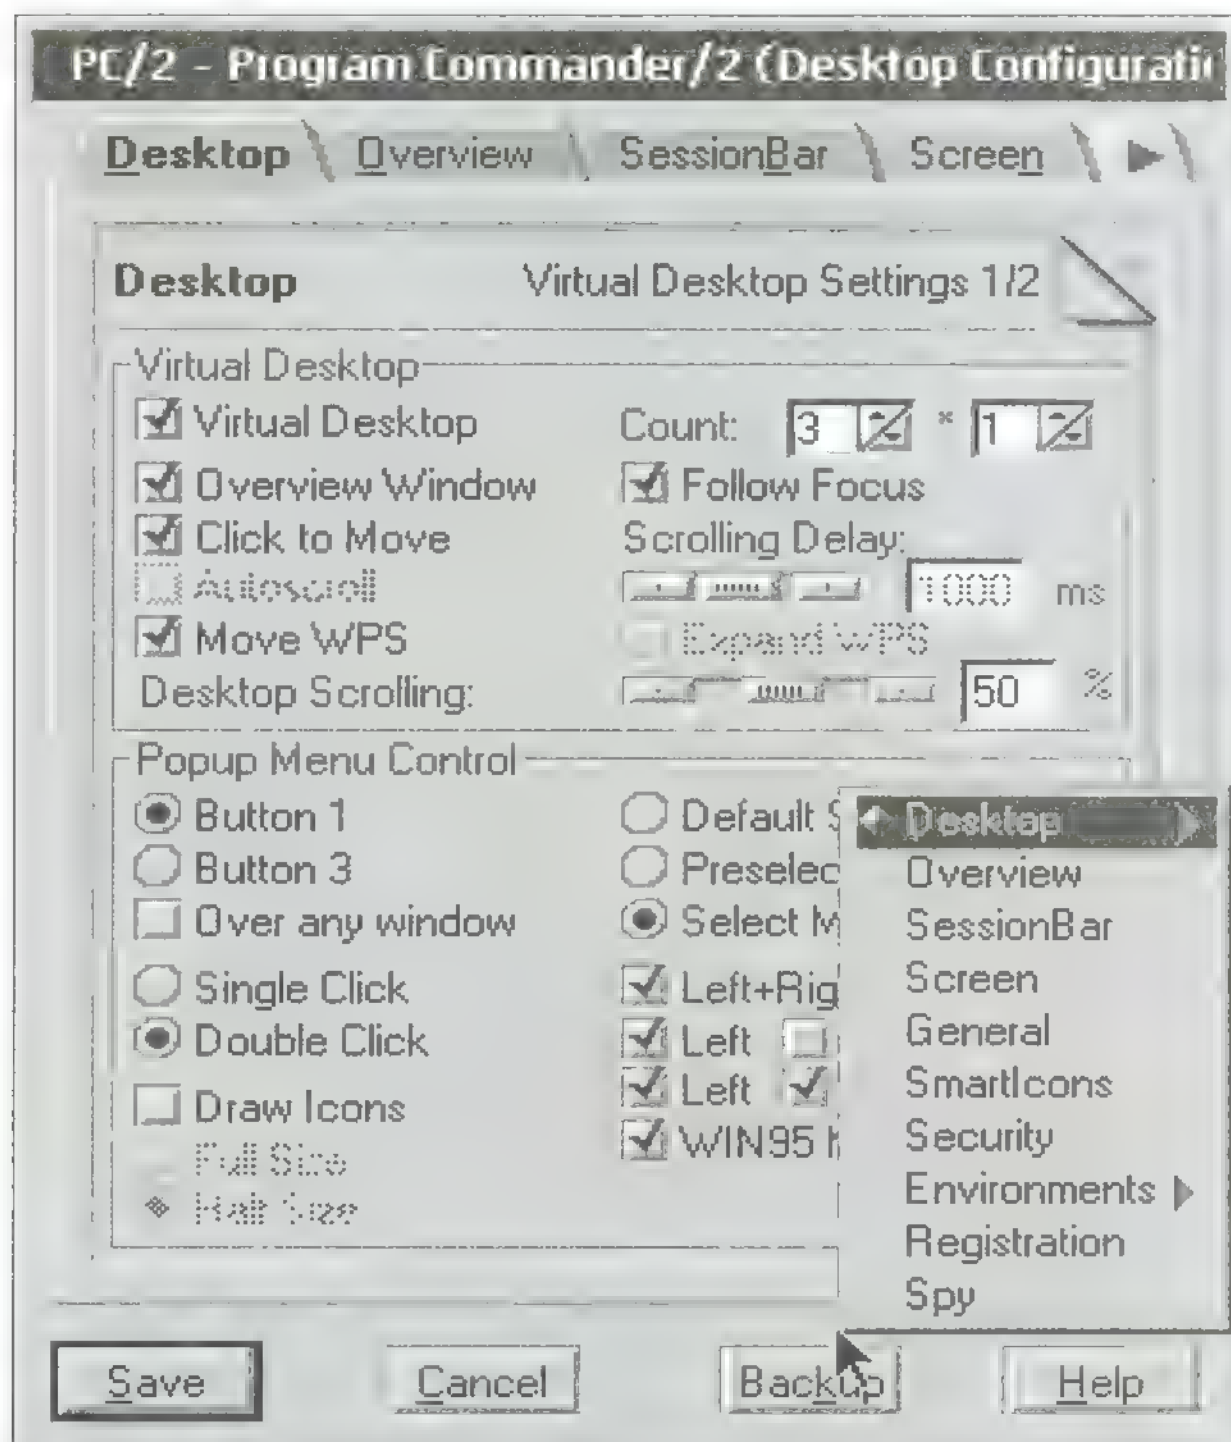 PC/2 - Program Commander/2 (Desktop Configurati
Desktop Overview SessionBar Screen
Desktop Virtual Desktop Settings 1/2
Virtual Desktop
Virtual Desktop Count: 3 * 1
Overview Window Follow Focus
Click to Move Scrolling Delay:
Autoscroll 1000 ms
Move WPS Expand WPS
Desktop Scrolling: 50 %
Popup Menu Control
Button 1 Default S
Button 3 Preselec
Over any window Select M
Single Click Left+Rig
Double Click Left
Left
Draw Icons WIN95
Full Size
Half Size
Desktop
Overview
SessionBar
Screen
General
SmartIcons
Security
Environments
Registration
Spy
Save Cancel Backup Help